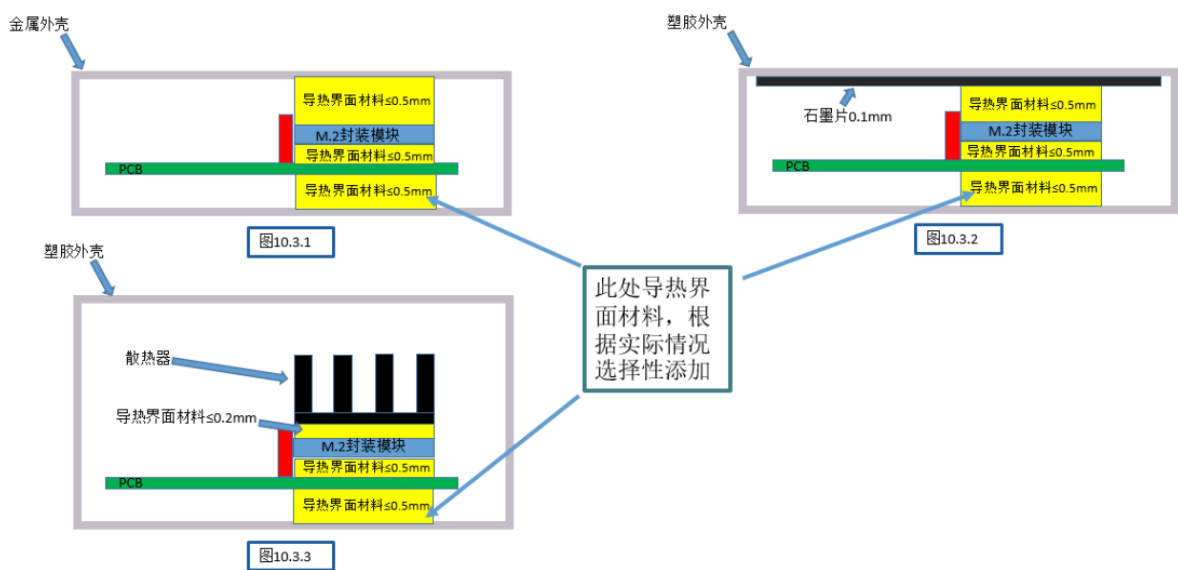 金属外壳
导热界面材料≤0.5mm
M.2封装模块
导热界面材料≤0.5mm
PCB
导热界面材料≤0.5mm
图10.3.1
塑胶外壳
石墨片0.1mm
导热界面材料≤0.5mm
M.2封装模块
导热界面材料≤0.5mm
PCB
导热界面材料≤0.5mm
图10.3.2
塑胶外壳
散热器
导热界面材料≤0.2mm
M.2封装模块
导热界面材料≤0.5mm
PCB
导热界面材料≤0.5mm
图10.3.3
此处导热界
面材料，根
据实际情况
选择性添加